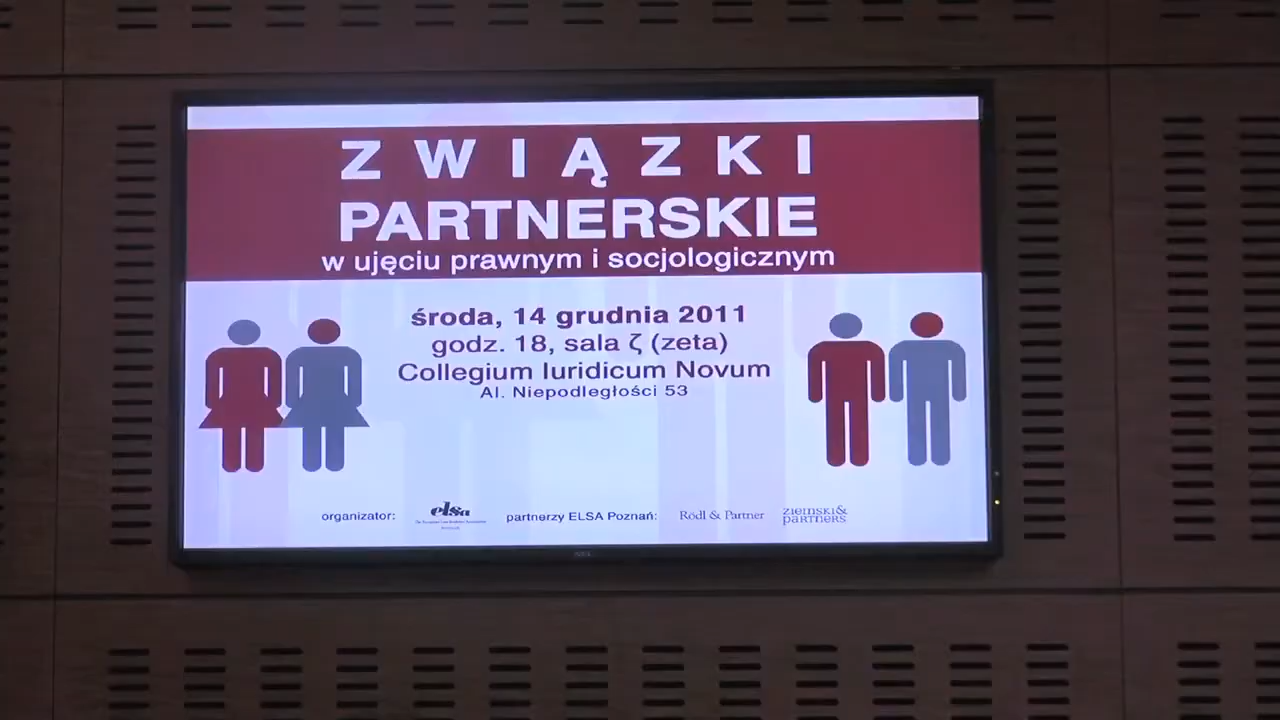 ZWIĄZKI
PARTNERSKIE
w ujęciu prawnym i socjologicznym
środa, 14 grudnia 2011
godz. 18, sala ζ (zeta)
Collegium Iuridicum Novum
Al. Niepodległości 53
organizator: elsa partnerzy ELSA Poznań: Rödl & Partner ziemski&
partners